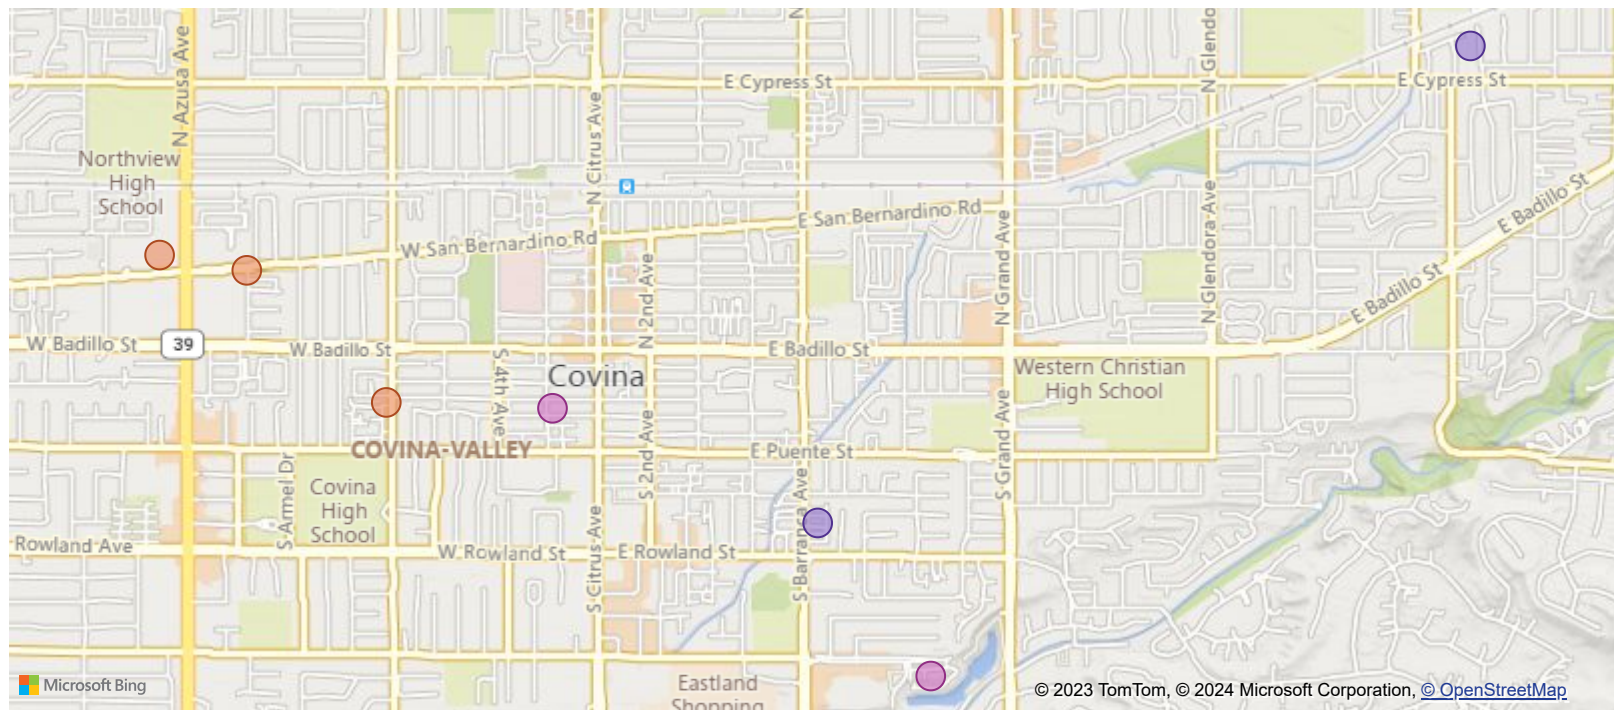 N Azusa Ave
N Citrus Ave
N Glendo
E Cypress St
E Cypress St
Northview
High
School
N Glendora Ave
E Badillo St
E San Bernardino Rd
W San Bernardino Rd
N Grand Ave
N 2nd Ave
E Badillo St
39
W Badillo St
W Badillo St
E Badillo St
S 4th Ave
Covina
Western Christian
High School
S Grand Ave
S 2nd Ave
COVINA-VALLEY
E Puente St
S Armel Dr
Covina
High
School
S Barranca Ave
Rowland Ave
W Rowland St
E Rowland St
S Citrus Ave
Microsoft Bing
Eastland
Shopping
© 2023 TomTom, © 2024 Microsoft Corporation, © OpenStreetMap